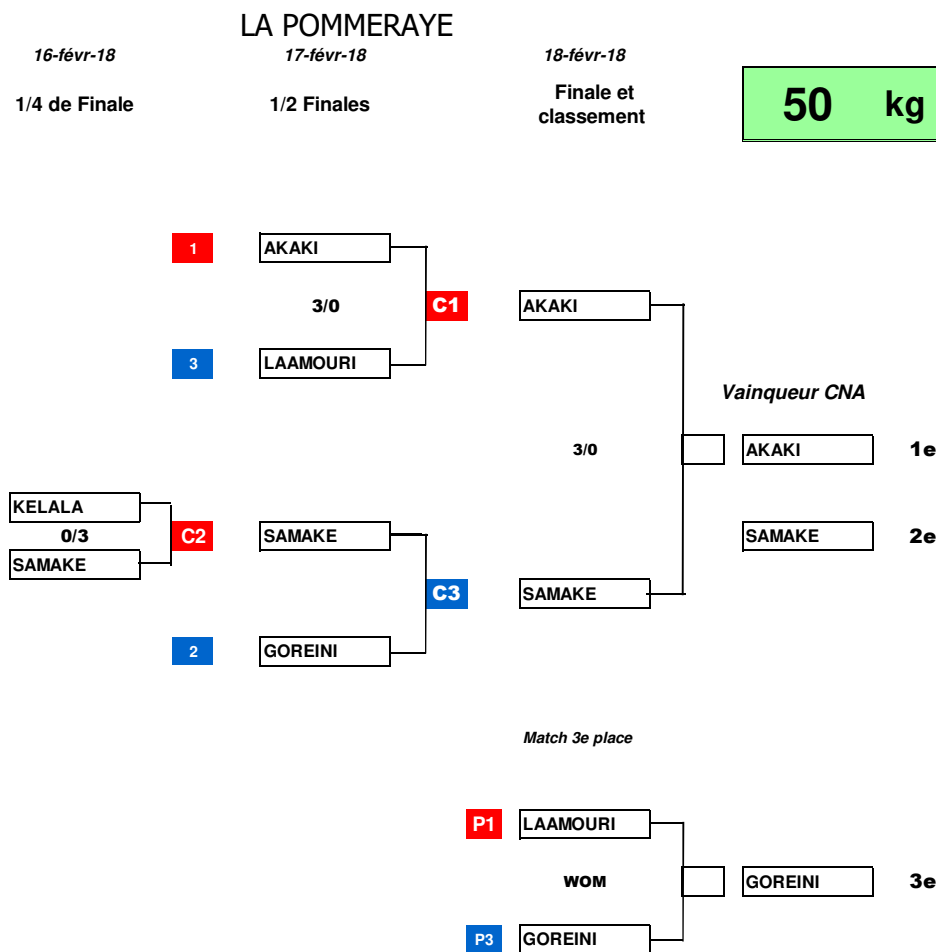 LA POMMERAYE
16-févr-18 17-févr-18 18-févr-18
1/4 de Finale 1/2 Finales Finale et
classement
50 kg
1 AKAKI
3/0 C1 AKAKI
3 LAAMOURI
Vainqueur CNA
3/0 AKAKI 1e
KELALA
0/3 C2 SAMAKE SAMAKE 2e
SAMAKE
C3 SAMAKE
2 GOREINI
Match 3e place
P1 LAAMOURI
WOM GOREINI 3e
P3 GOREINI